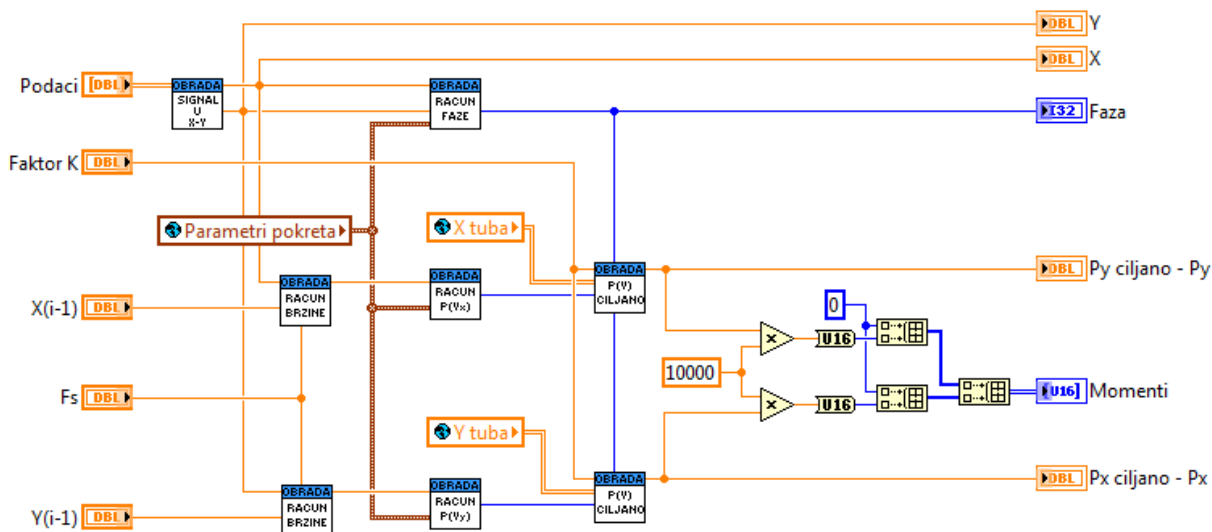 DBL Y
DBL X
Podaci [DBL]
OBRADA
SIGNAL
U
X-Y
OBRADA
RACUN
FAZE
I32 Faza
Faktor K DBL
Parametri pokreta
X tuba
OBRADA
RACUN
BRZINE
OBRADA
RACUN
P(Yx)
OBRADA
P(Y)
CILJANO
DBL Py ciljano - Py
X(i-1) DBL
0
x U16
10000
[U16] Momenti
x U16
Fs DBL
Y tuba
OBRADA
RACUN
BRZINE
OBRADA
RACUN
P(Yy)
OBRADA
P(Y)
CILJANO
DBL Px ciljano - Px
Y(i-1) DBL